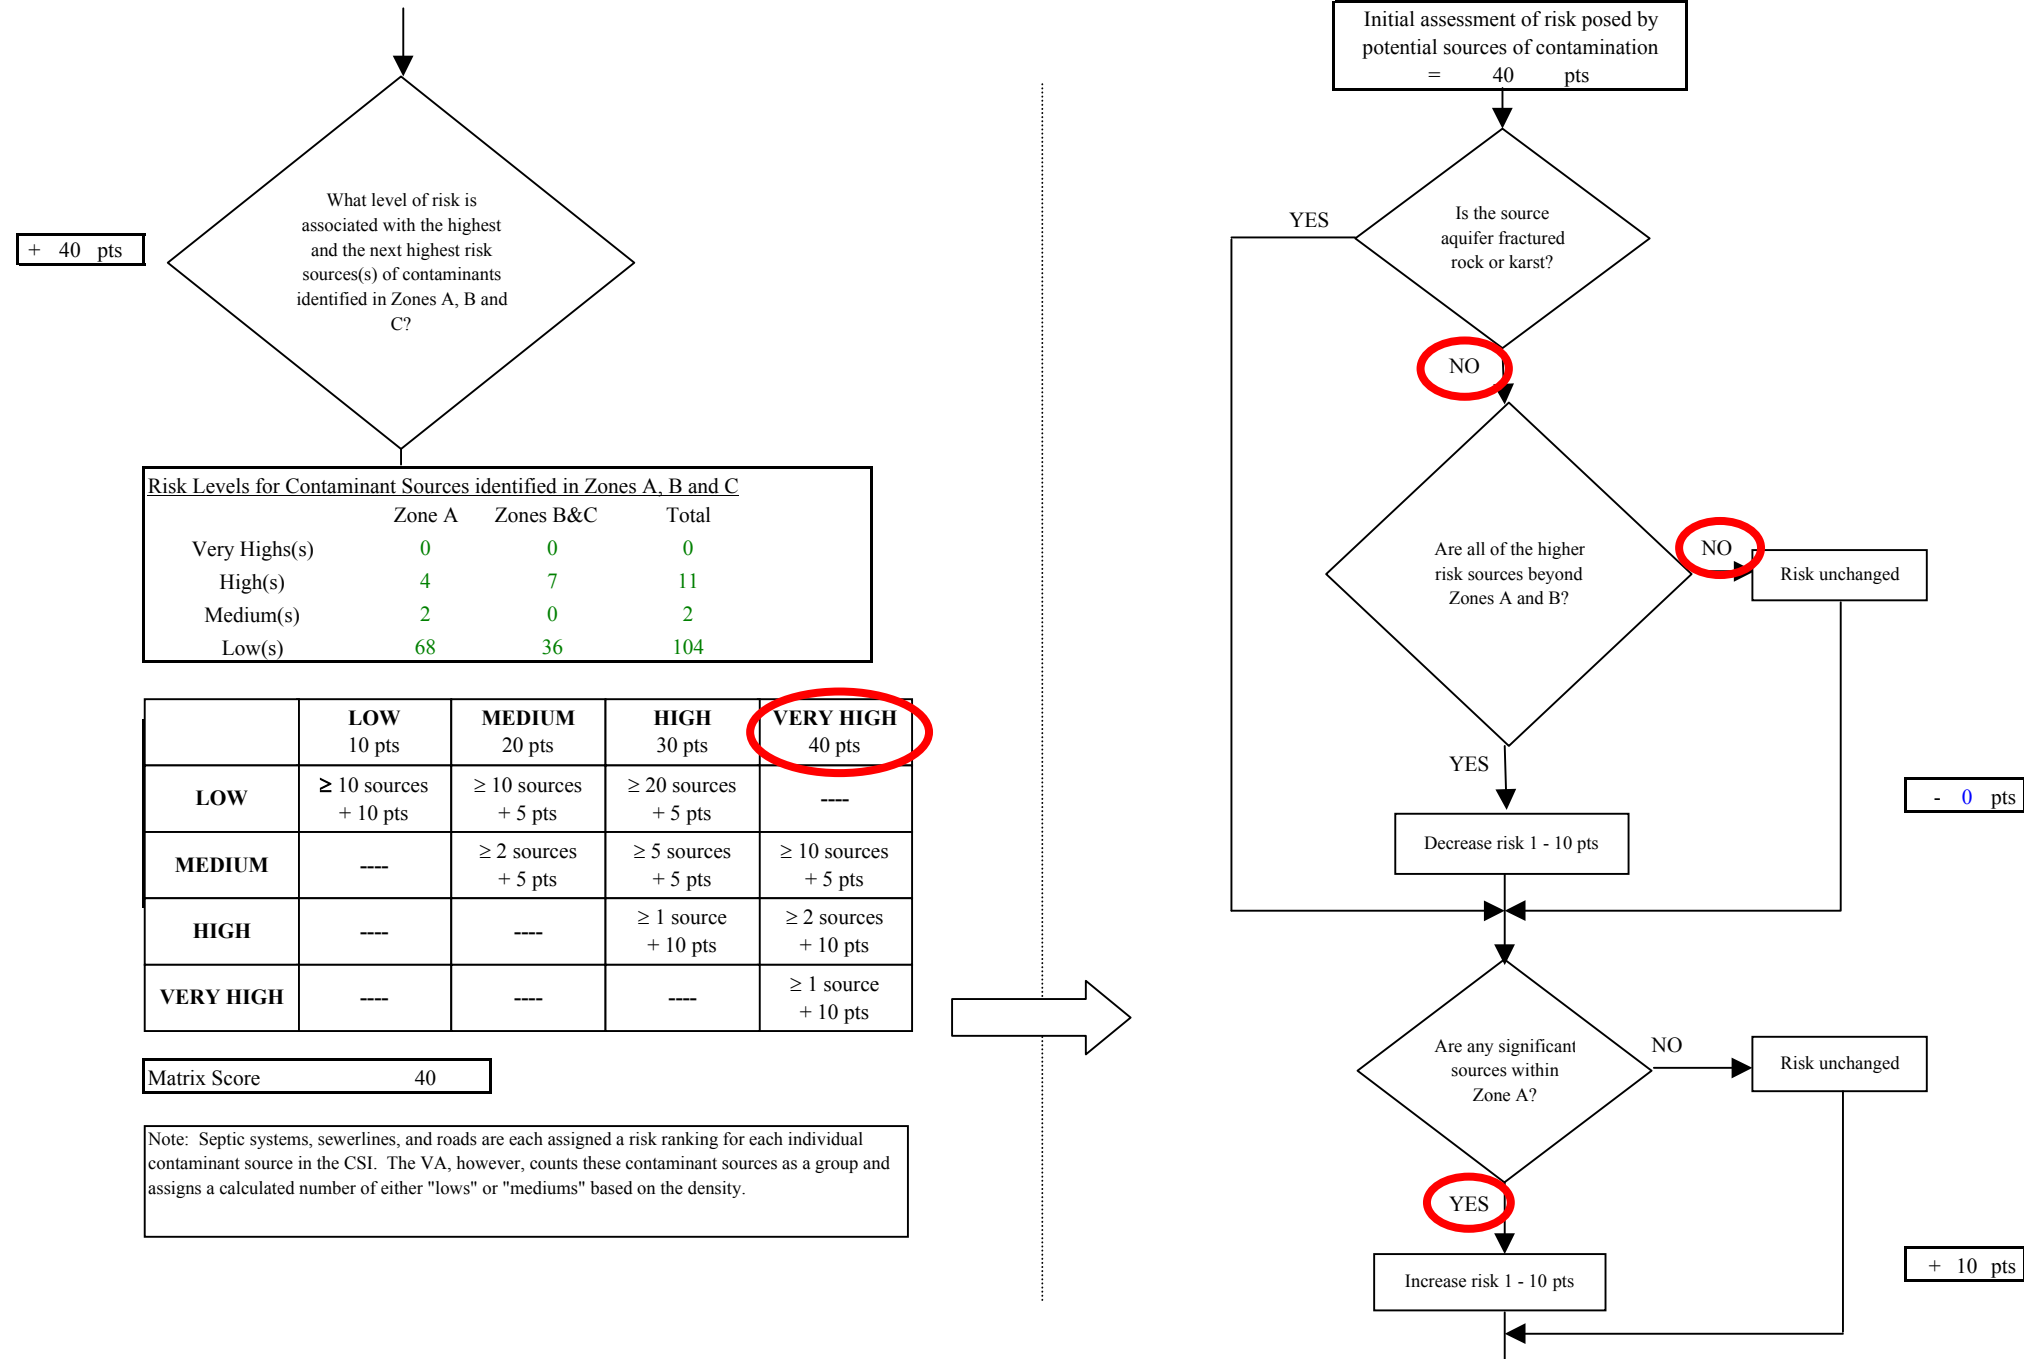 + 40 pts
What level of risk is
associated with the highest
and the next highest risk
sources(s) of contaminants
identified in Zones A, B and
C?
Risk Levels for Contaminant Sources identified in Zones A, B and C
Zone A Zones B&C Total
Very Highs(s) 0 0 0
High(s) 4 7 11
Medium(s) 2 0 2
Low(s) 68 36 104
LOW MEDIUM HIGH VERY HIGH
10 pts 20 pts 30 pts 40 pts
LOW ≥ 10 sources ≥ 10 sources ≥ 20 sources ----
+ 10 pts + 5 pts + 5 pts
MEDIUM ---- ≥ 2 sources ≥ 5 sources ≥ 10 sources
+ 5 pts + 5 pts + 5 pts
HIGH ---- ---- ≥ 1 source ≥ 2 sources
+ 10 pts + 10 pts
VERY HIGH ---- ---- ---- ≥ 1 source
+ 10 pts
Matrix Score 40
Note: Septic systems, sewerlines, and roads are each assigned a risk ranking for each individual
contaminant source in the CSI. The VA, however, counts these contaminant sources as a group and
assigns a calculated number of either "lows" or "mediums" based on the density.
Initial assessment of risk posed by
potential sources of contamination
= 40 pts
Is the source
aquifer fractured
rock or karst?
YES
NO
Are all of the higher
risk sources beyond
Zones A and B?
NO
Risk unchanged
YES
- 0 pts
Decrease risk 1 - 10 pts
Are any significant
sources within
Zone A?
NO
Risk unchanged
YES
+ 10 pts
Increase risk 1 - 10 pts